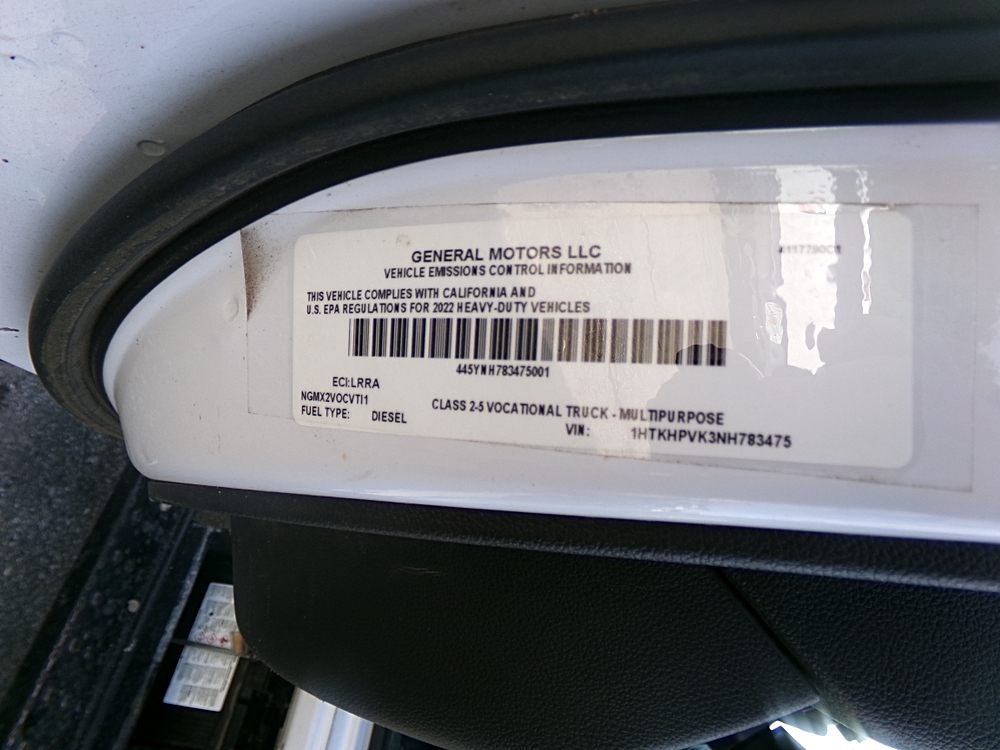 GENERAL MOTORS LLC
4117790C1
VEHICLE EMISSIONS CONTROL INFORMATION
THIS VEHICLE COMPLIES WITH CALIFORNIA AND
U.S. EPA REGULATIONS FOR 2022 HEAVY-DUTY VEHICLES
445YNH783475001
ECI:LRRA
NGMX2VOCVTI1
FUEL TYPE: DIESEL
CLASS 2-5 VOCATIONAL TRUCK - MULTIPURPOSE
VIN: 1HTKHPVK3NH783475